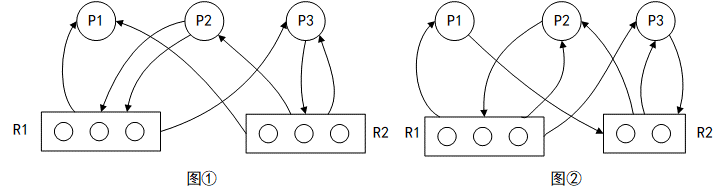 P1 P2 P3 P1 P2 P3
R1 R2 R1 R2
图① 图②